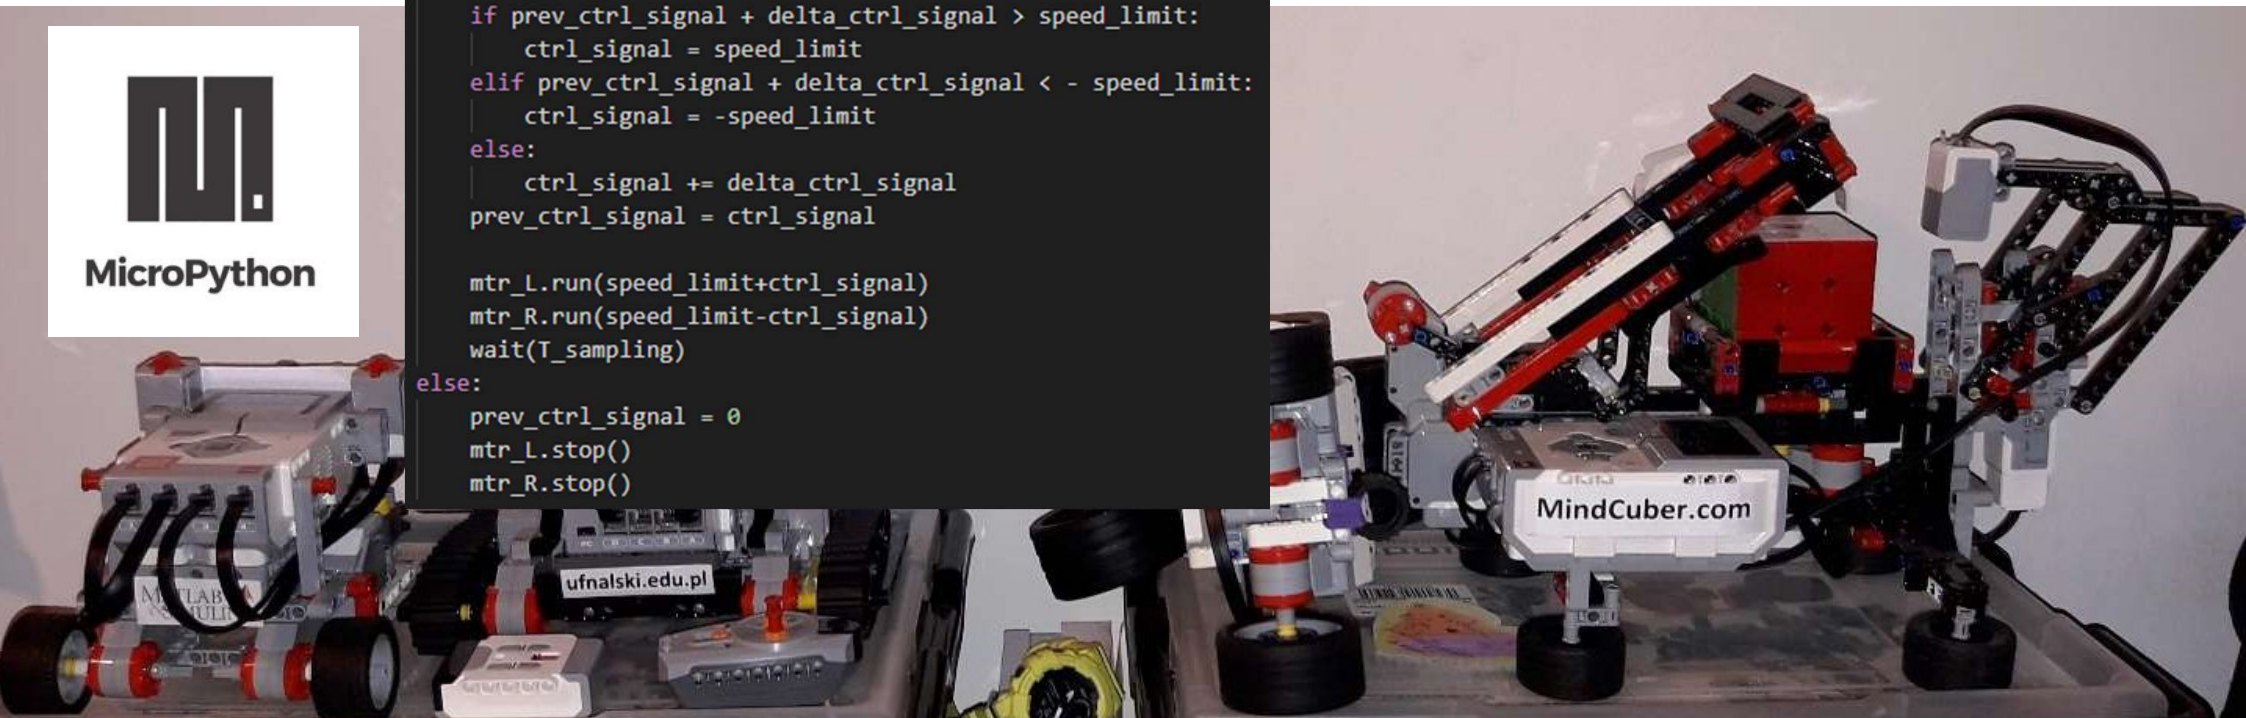 MicroPython
if prev_ctrl_signal + delta_ctrl_signal > speed_limit:
ctrl_signal = speed_limit
elif prev_ctrl_signal + delta_ctrl_signal < - speed_limit:
ctrl_signal = -speed_limit
else:
ctrl_signal += delta_ctrl_signal
prev_ctrl_signal = ctrl_signal
mtr_L.run(speed_limit+ctrl_signal)
mtr_R.run(speed_limit-ctrl_signal)
wait(T_sampling)
else:
prev_ctrl_signal = 0
mtr_L.stop()
mtr_R.stop()
MindCuber.com
ufnalski.edu.pl
MATLAB